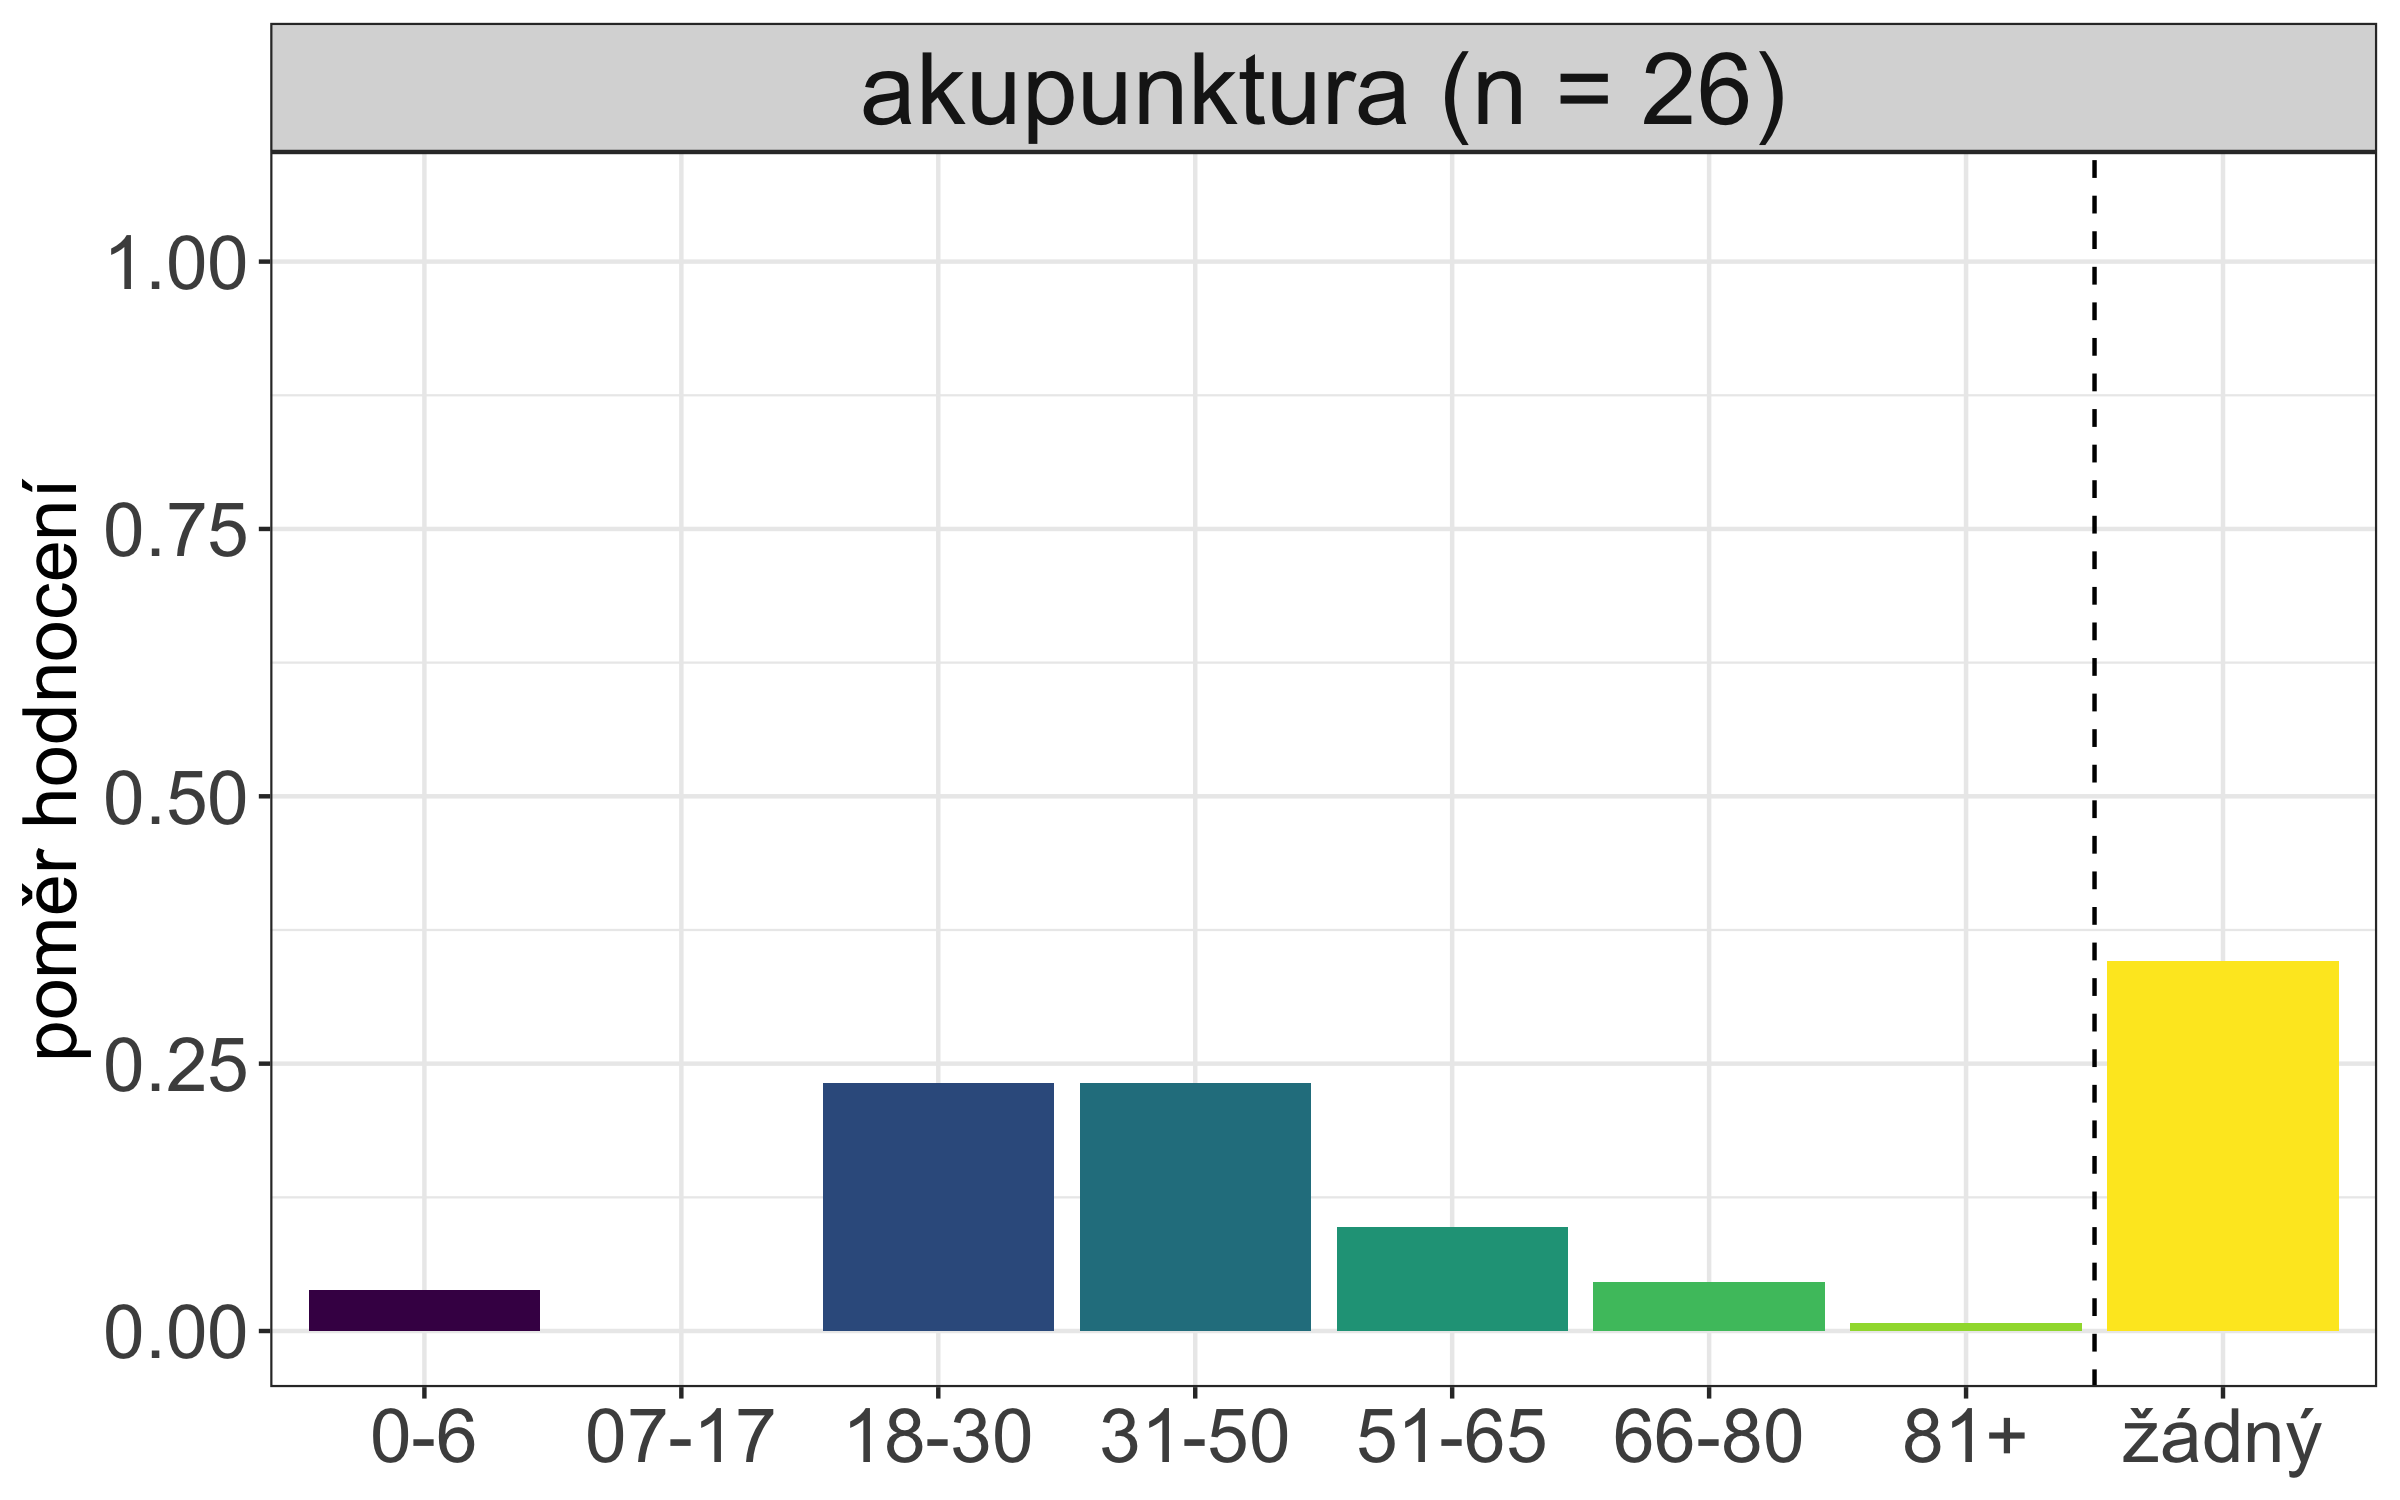 akupunktura (n = 26)
poměr hodnocení
1.00
0.75
0.50
0.25
0.00
0-6 07-17 18-30 31-50 51-65 66-80 81+ žádný